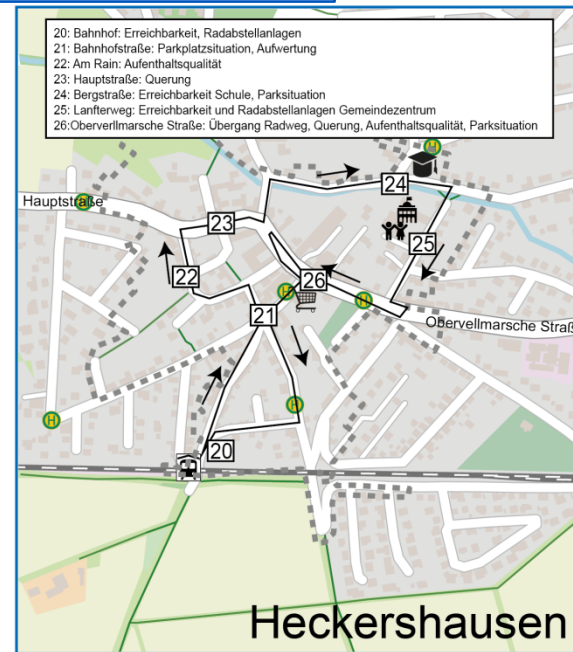 20: Bahnhof: Erreichbarkeit, Radabstellanlagen
21: Bahnhofstraße: Parkplatzsituation, Aufwertung
22: Am Rain: Aufenthaltsqualität
23: Hauptstraße: Querung
24: Bergstraße: Erreichbarkeit Schule, Parksituation
25: Lanfterweg: Erreichbarkeit und Radabstellanlagen Gemeindezentrum
26:Obervellmarsche Straße: Übergang Radweg, Querung, Aufenthaltsqualität, Parksituation
H
24
Hauptstraße
H
23
25
22
26
H
H
21
Obervellmarsche Straß
H
H
20
Heckershausen